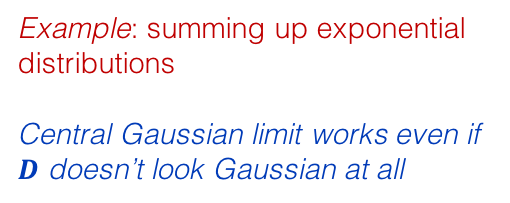 Example: summing up exponential
distributions
Central Gaussian limit works even if
D doesn't look Gaussian at all